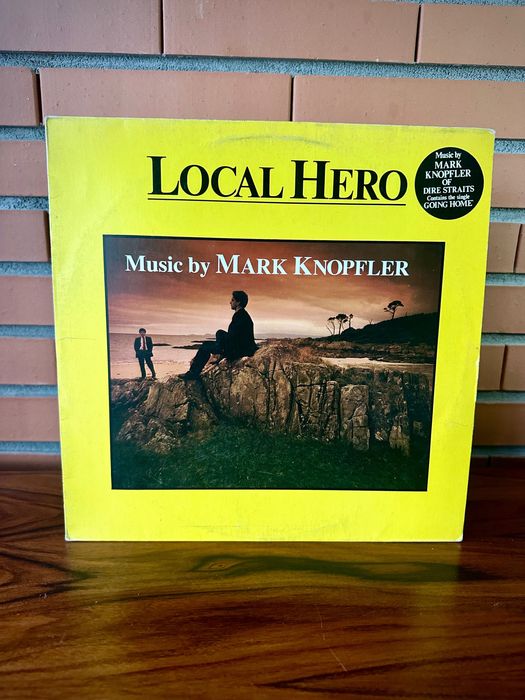 LOCAL HERO
Music by
MARK
KNOPFLER
OF
DIRE STRAITS
Contains the single
GOING HOME
Music by MARK KNOPFLER